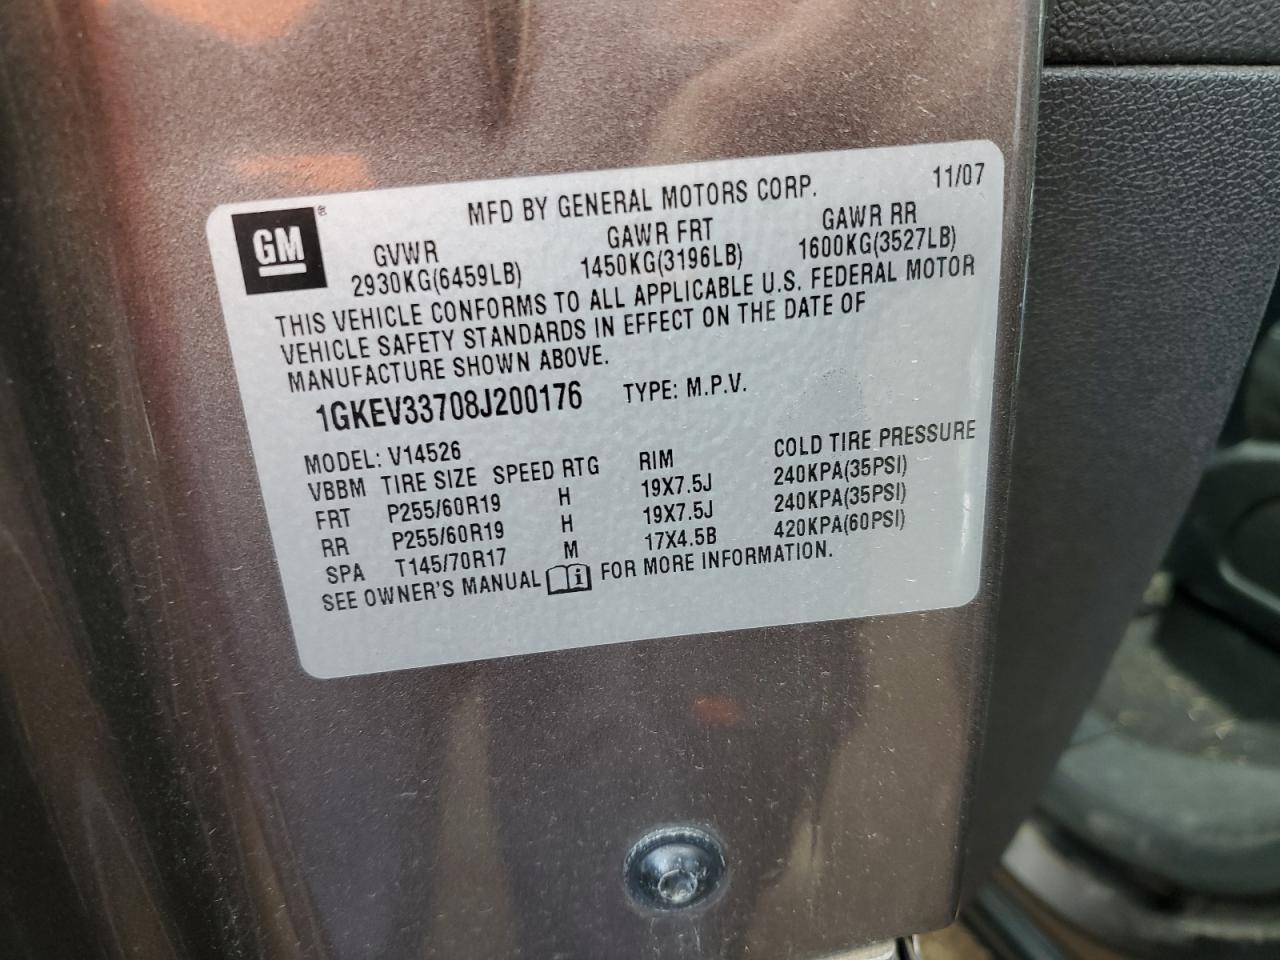 GM ®
MFD BY GENERAL MOTORS CORP. 11/07
GVWR GAWR FRT GAWR RR
2930KG(6459LB) 1450KG(3196LB) 1600KG(3527LB)
THIS VEHICLE CONFORMS TO ALL APPLICABLE U.S. FEDERAL MOTOR
VEHICLE SAFETY STANDARDS IN EFFECT ON THE DATE OF
MANUFACTURE SHOWN ABOVE.
1GKEV33708J200176 TYPE: M.P.V.
MODEL: V14526
VBBM TIRE SIZE SPEED RTG RIM COLD TIRE PRESSURE
FRT P255/60R19 H 19X7.5J 240KPA(35PSI)
RR P255/60R19 H 19X7.5J 240KPA(35PSI)
SPA T145/70R17 M 17X4.5B 420KPA(60PSI)
SEE OWNER'S MANUAL i FOR MORE INFORMATION.